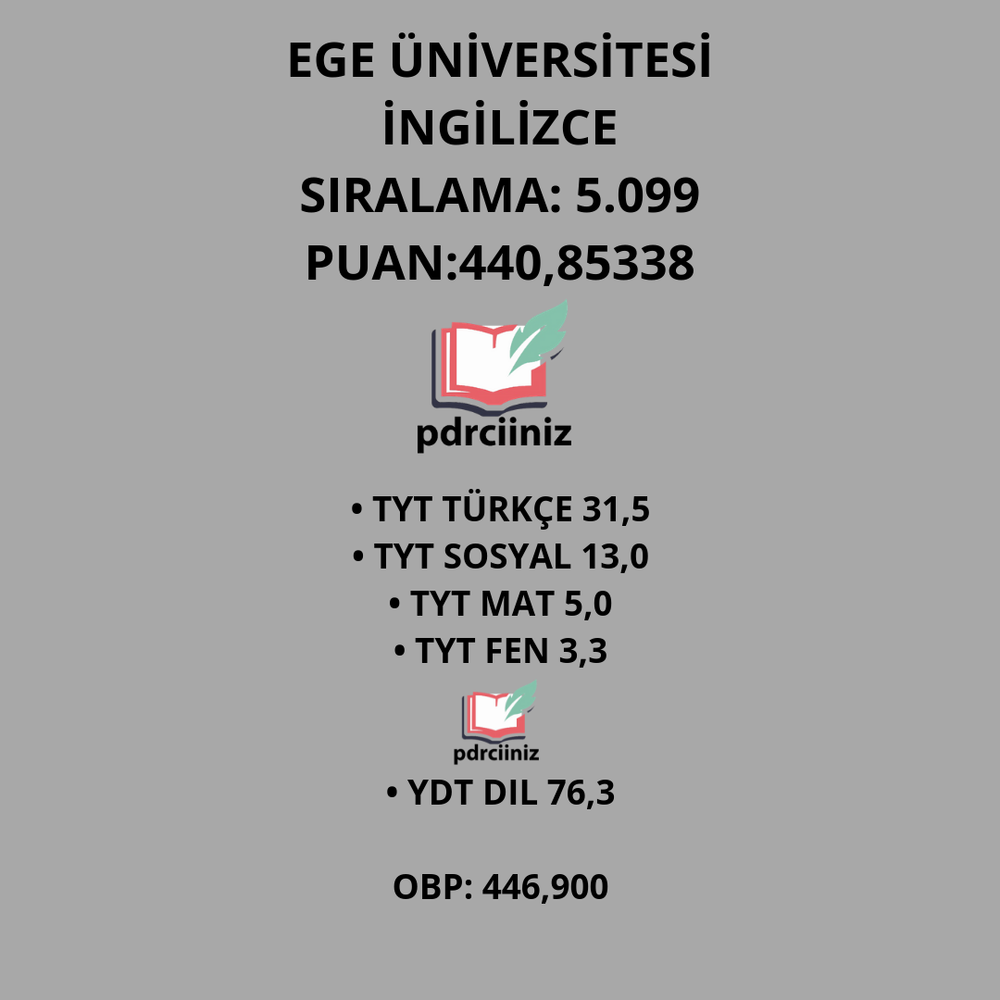 EGE ÜNİVERSİTESİ
İNGİLİZCE
SIRALAMA: 5.099
PUAN:440,85338
pdrciiniz
• TYT TÜRKÇE 31,5
• TYT SOSYAL 13,0
• TYT MAT 5,0
• TYT FEN 3,3
pdrciiniz
• YDT DIL 76,3
OBP: 446,900